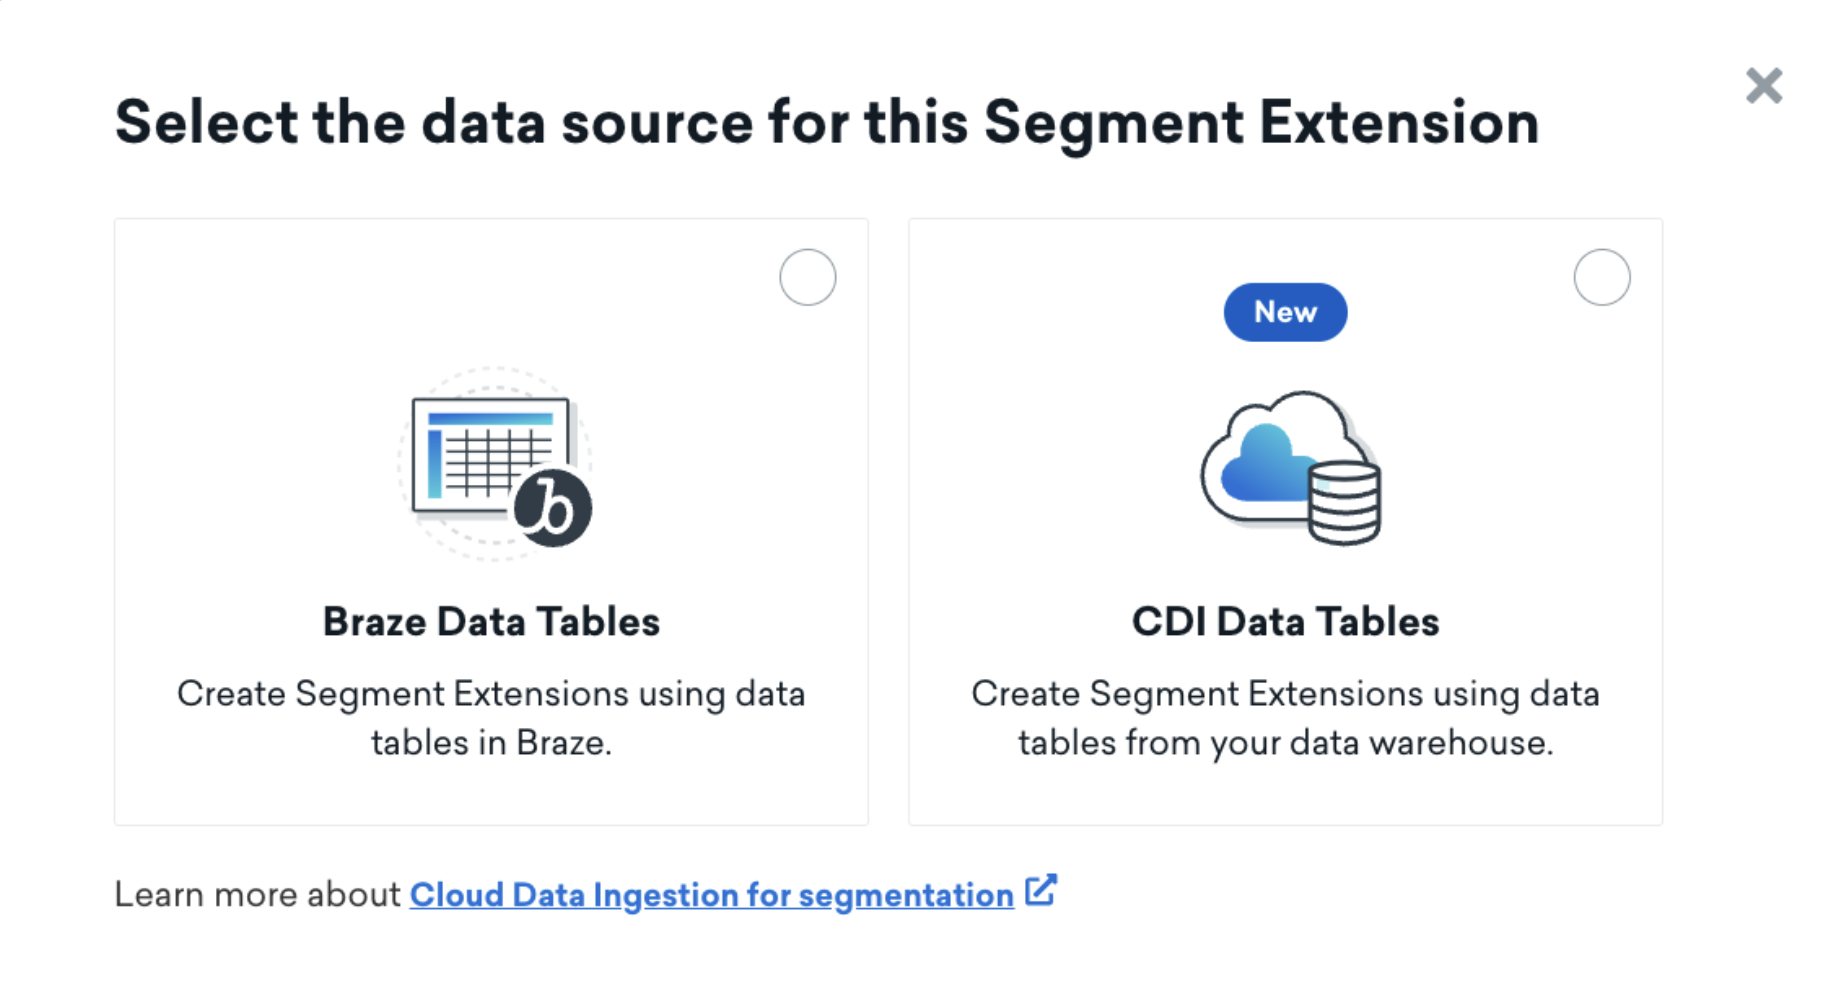 Select the data source for this Segment Extension
New
Braze Data Tables
Create Segment Extensions using data
tables in Braze.
CDI Data Tables
Create Segment Extensions using data
tables from your data warehouse.
Learn more about Cloud Data Ingestion for segmentation